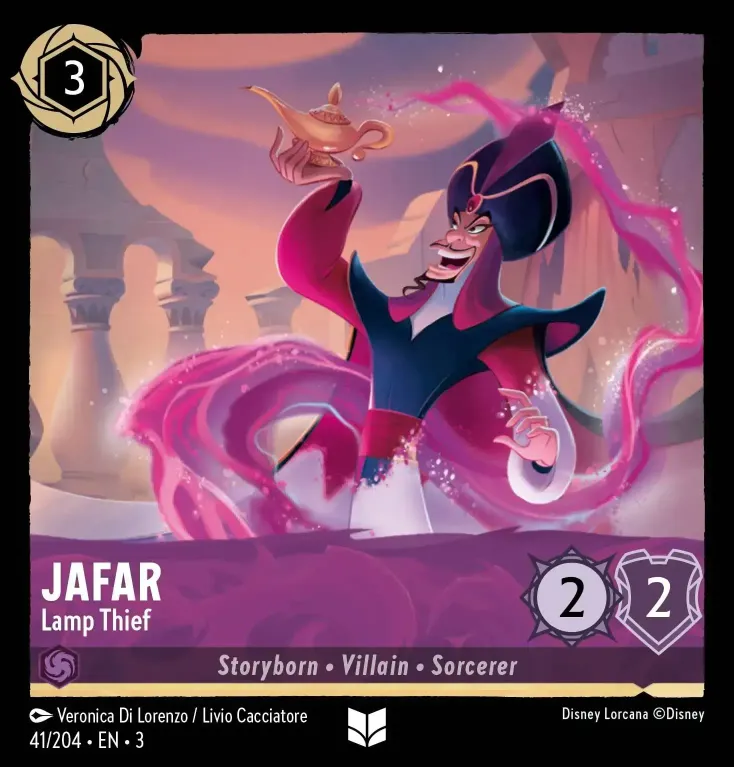 3
JAFAR
Lamp Thief
2 2
Storyborn • Villain • Sorcerer
Veronica Di Lorenzo / Livio Cacciatore
Disney Lorcana ©Disney
41/204 • EN • 3